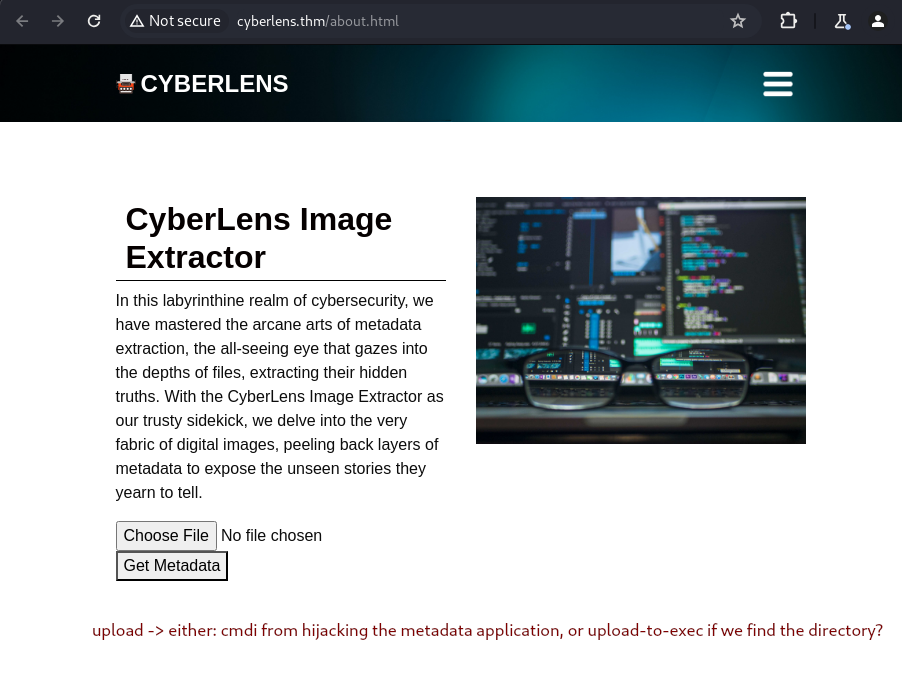 Not secure cyberlens.thm/about.html
CYBERLENS
CyberLens Image
Extractor
In this labyrinthine realm of cybersecurity, we
have mastered the arcane arts of metadata
extraction, the all-seeing eye that gazes into
the depths of files, extracting their hidden
truths. With the CyberLens Image Extractor as
our trusty sidekick, we delve into the very
fabric of digital images, peeling back layers of
metadata to expose the unseen stories they
yearn to tell.
Choose File No file chosen
Get Metadata
upload -> either: cmdi from hijacking the metadata application, or upload-to-exec if we find the directory?